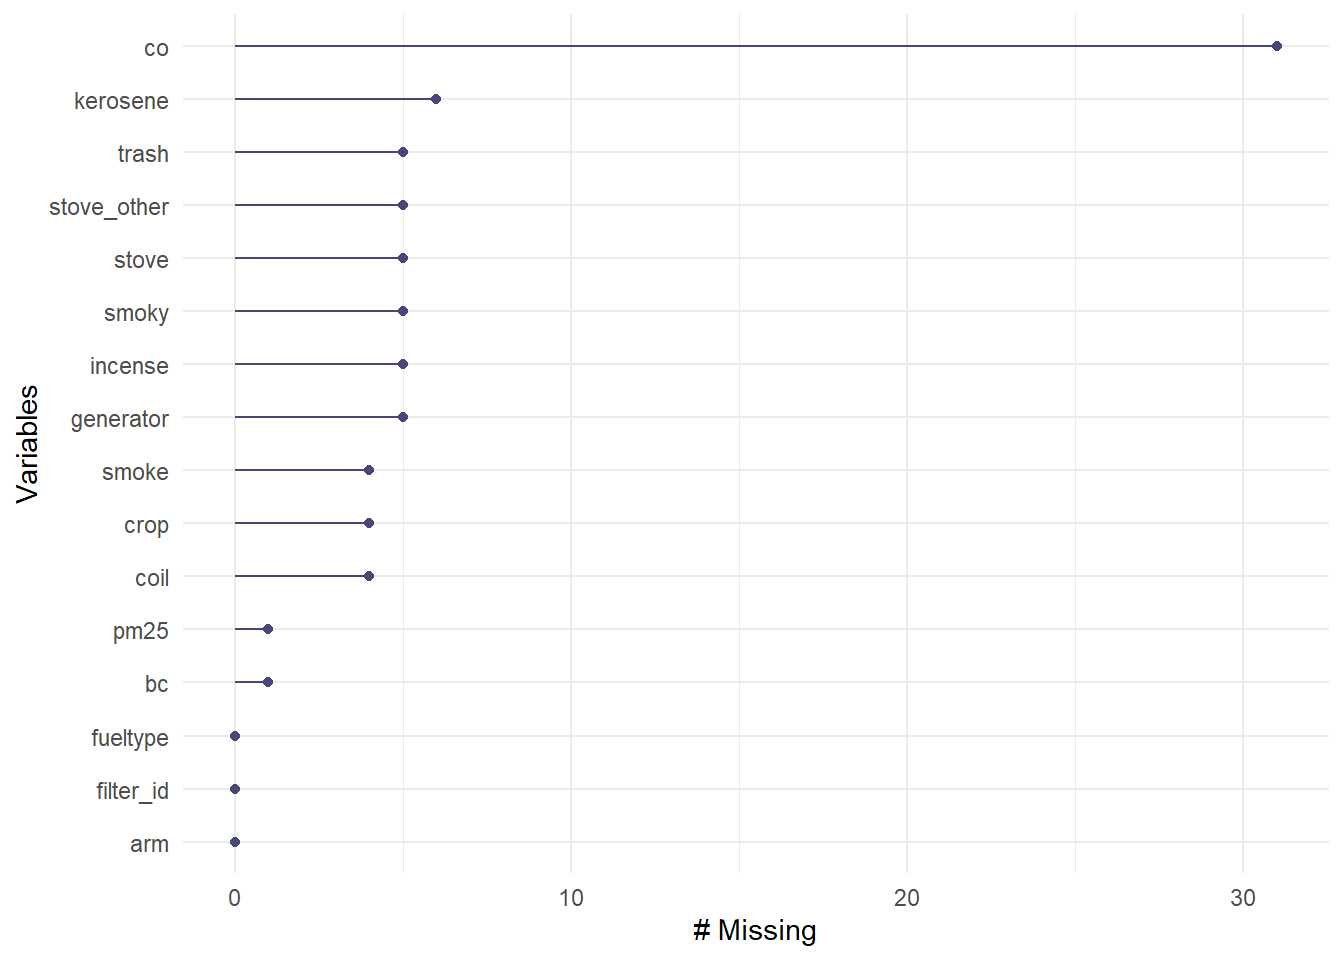 co
kerosene
trash
stove_other
stove
smoky
incense
generator
smoke
crop
coil
pm25
bc
fueltype
filter_id
arm
Variables
0 10 20 30
# Missing